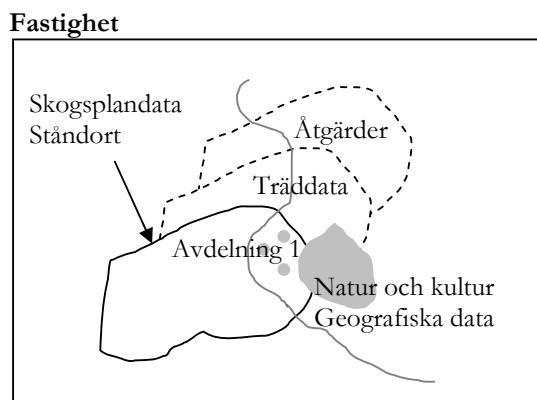 Fastighet
Skogsplandata
Ståndort
Åtgärder
Träddata
Avdelning 1
Natur och kultur
Geografiska data